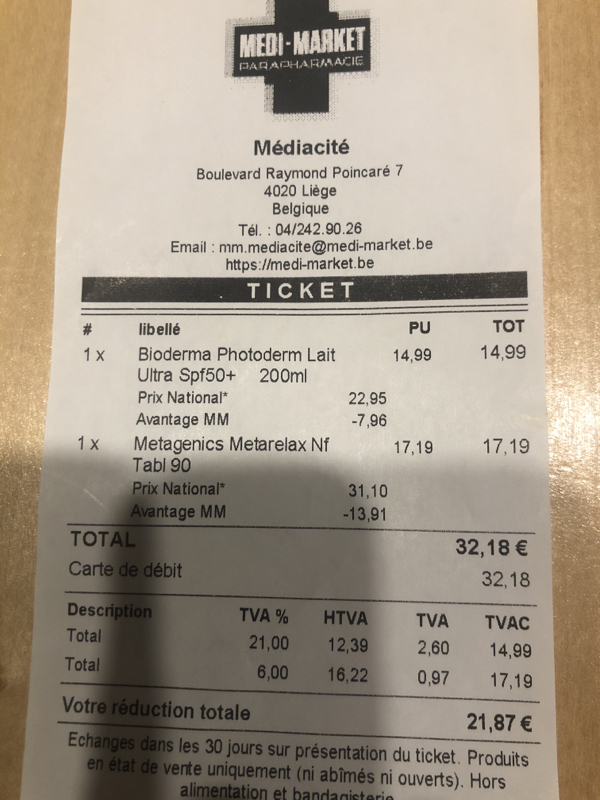 MEDI-MARKET
PARAPHARMACIE
Médiacité
Boulevard Raymond Poincaré 7
4020 Liège
Belgique
Tél. : 04/242.90.26
Email : mm.mediacite@medi-market.be
https://medi-market.be
TICKET
# libellé PU TOT
1 x Bioderma Photoderm Lait 14,99 14,99
Ultra Spf50+ 200ml
Prix National* 22,95
Avantage MM -7,96
1 x Metagenics Metarelax Nf 17,19 17,19
Tabl 90
Prix National* 31,10
Avantage MM -13,91
TOTAL 32,18 €
Carte de débit 32,18
Description TVA % HTVA TVA TVAC
Total 21,00 12,39 2,60 14,99
Total 6,00 16,22 0,97 17,19
Votre réduction totale 21,87 €
Echanges dans les 30 jours sur présentation du ticket. Produits
en état de vente uniquement (ni abîmés ni ouverts). Hors
alimentation et bandagisterie